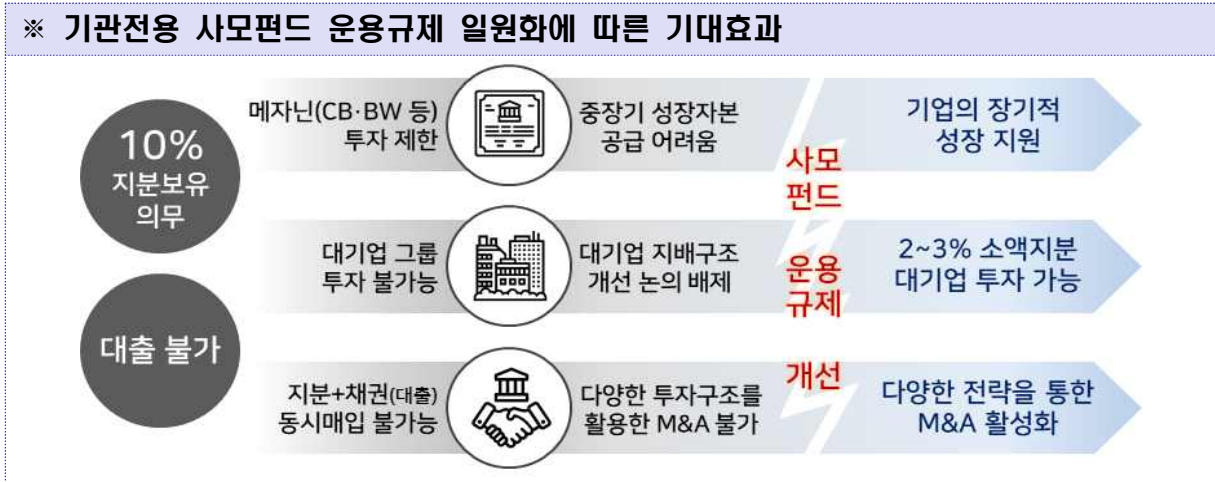 ※ 기관전용 사모펀드 운용규제 일원화에 따른 기대효과
10%
지분보유
의무
대출 불가
메자닌(CB·BW 등)
투자 제한
중장기 성장자본
공급 어려움
기업의 장기적
성장 지원
대기업 그룹
투자 불가능
대기업 지배구조
개선 논의 배제
2~3% 소액지분
대기업 투자 가능
지분+채권(대출)
동시매입 불가능
다양한 투자구조를
활용한 M&A 불가
다양한 전략을 통한
M&A 활성화
사모
펀드
운용
규제
개선